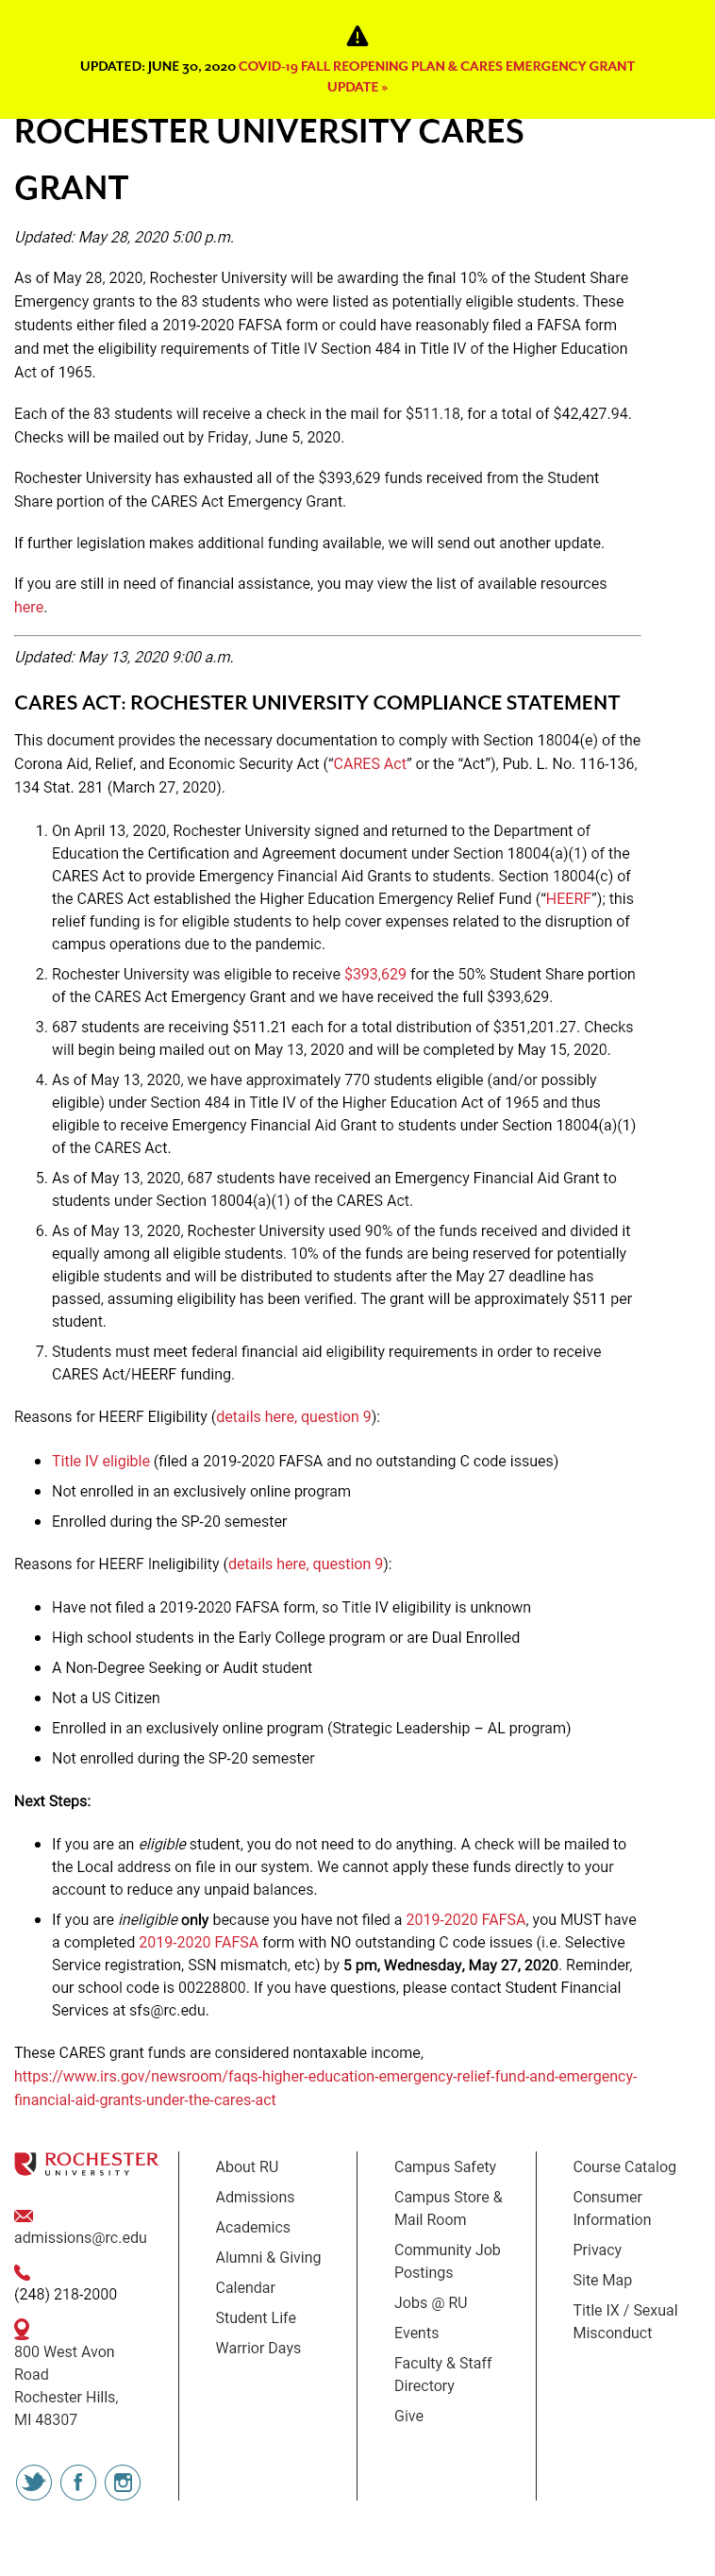 UPDATED: JUNE 30, 2020 COVID-19 FALL REOPENING PLAN & CARES EMERGENCY GRANT
UPDATE »
ROCHESTER UNIVERSITY CARES
GRANT
Updated: May 28, 2020 5:00 p.m.
As of May 28, 2020, Rochester University will be awarding the final 10% of the Student Share
Emergency grants to the 83 students who were listed as potentially eligible students. These
students either filed a 2019-2020 FAFSA form or could have reasonably filed a FAFSA form
and met the eligibility requirements of Title IV Section 484 in Title IV of the Higher Education
Act of 1965.
Each of the 83 students will receive a check in the mail for $511.18, for a total of $42,427.94.
Checks will be mailed out by Friday, June 5, 2020.
Rochester University has exhausted all of the $393,629 funds received from the Student
Share portion of the CARES Act Emergency Grant.
If further legislation makes additional funding available, we will send out another update.
If you are still in need of financial assistance, you may view the list of available resources
here.
Updated: May 13, 2020 9:00 a.m.
CARES ACT: ROCHESTER UNIVERSITY COMPLIANCE STATEMENT
This document provides the necessary documentation to comply with Section 18004(e) of the
Corona Aid, Relief, and Economic Security Act (“CARES Act” or the “Act”), Pub. L. No. 116-136,
134 Stat. 281 (March 27, 2020).
1. On April 13, 2020, Rochester University signed and returned to the Department of
Education the Certification and Agreement document under Section 18004(a)(1) of the
CARES Act to provide Emergency Financial Aid Grants to students. Section 18004(c) of
the CARES Act established the Higher Education Emergency Relief Fund (“HEERF”); this
relief funding is for eligible students to help cover expenses related to the disruption of
campus operations due to the pandemic.
2. Rochester University was eligible to receive $393,629 for the 50% Student Share portion
of the CARES Act Emergency Grant and we have received the full $393,629.
3. 687 students are receiving $511.21 each for a total distribution of $351,201.27. Checks
will begin being mailed out on May 13, 2020 and will be completed by May 15, 2020.
4. As of May 13, 2020, we have approximately 770 students eligible (and/or possibly
eligible) under Section 484 in Title IV of the Higher Education Act of 1965 and thus
eligible to receive Emergency Financial Aid Grant to students under Section 18004(a)(1)
of the CARES Act.
5. As of May 13, 2020, 687 students have received an Emergency Financial Aid Grant to
students under Section 18004(a)(1) of the CARES Act.
6. As of May 13, 2020, Rochester University used 90% of the funds received and divided it
equally among all eligible students. 10% of the funds are being reserved for potentially
eligible students and will be distributed to students after the May 27 deadline has
passed, assuming eligibility has been verified. The grant will be approximately $511 per
student.
7. Students must meet federal financial aid eligibility requirements in order to receive
CARES Act/HEERF funding.
Reasons for HEERF Eligibility (details here, question 9):
• Title IV eligible (filed a 2019-2020 FAFSA and no outstanding C code issues)
• Not enrolled in an exclusively online program
• Enrolled during the SP-20 semester
Reasons for HEERF Ineligibility (details here, question 9):
• Have not filed a 2019-2020 FAFSA form, so Title IV eligibility is unknown
• High school students in the Early College program or are Dual Enrolled
• A Non-Degree Seeking or Audit student
• Not a US Citizen
• Enrolled in an exclusively online program (Strategic Leadership – AL program)
• Not enrolled during the SP-20 semester
Next Steps:
• If you are an eligible student, you do not need to do anything. A check will be mailed to
the Local address on file in our system. We cannot apply these funds directly to your
account to reduce any unpaid balances.
• If you are ineligible only because you have not filed a 2019-2020 FAFSA, you MUST have
a completed 2019-2020 FAFSA form with NO outstanding C code issues (i.e. Selective
Service registration, SSN mismatch, etc) by 5 pm, Wednesday, May 27, 2020. Reminder,
our school code is 00228800. If you have questions, please contact Student Financial
Services at sfs@rc.edu.
These CARES grant funds are considered nontaxable income,
https://www.irs.gov/newsroom/faqs-higher-education-emergency-relief-fund-and-emergency-
financial-aid-grants-under-the-cares-act
ROCHESTER
UNIVERSITY
admissions@rc.edu
(248) 218-2000
800 West Avon
Road
Rochester Hills,
MI 48307
About RU
Admissions
Academics
Alumni & Giving
Calendar
Student Life
Warrior Days
Campus Safety
Campus Store &
Mail Room
Community Job
Postings
Jobs @ RU
Events
Faculty & Staff
Directory
Give
Course Catalog
Consumer
Information
Privacy
Site Map
Title IX / Sexual
Misconduct